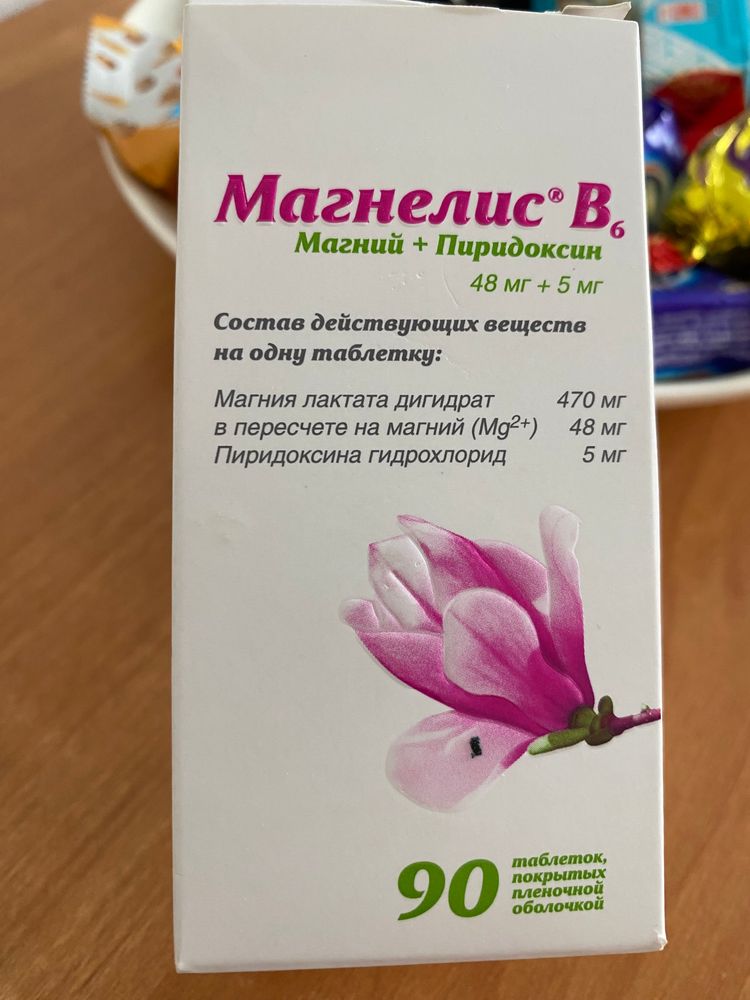 Магнелис® B6
Магний + Пиридоксин
48 мг + 5 мг
Состав действующих веществ
на одну таблетку:
Магния лактата дигидрат 470 мг
в пересчете на магний (Mg2+) 48 мг
Пиридоксина гидрохлорид 5 мг
90 таблеток,
покрытых
пленочной
оболочкой